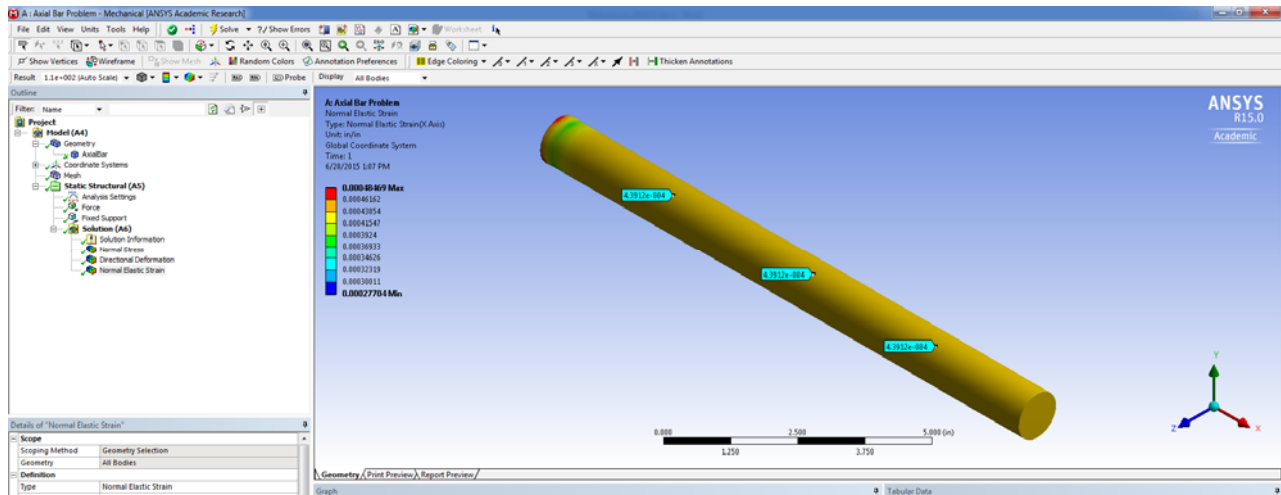 A : Axial Bar Problem - Mechanical [ANSYS Academic Research]
File Edit View Units Tools Help Solve ?/ Show Errors Worksheet
Show Vertices Wireframe Show Mesh Random Colors Annotation Preferences Edge Coloring Thicken Annotations
Result 1.1e+002 (Auto Scale) Probe Display All Bodies
Outline
Filter: Name
Project
Model (A4)
Geometry
AxialBar
Coordinate Systems
Mesh
Static Structural (A5)
Analysis Settings
Force
Fixed Support
Solution (A6)
Solution Information
Normal Stress
Directional Deformation
Normal Elastic Strain
Details of "Normal Elastic Strain"
Scope
Scoping Method Geometry Selection
Geometry All Bodies
Definition
Type Normal Elastic Strain
A: Axial Bar Problem
Normal Elastic Strain
Type: Normal Elastic Strain(X Axis)
Unit: in/in
Global Coordinate System
Time: 1
6/28/2015 1:07 PM
0.00048469 Max
0.00046162
0.00043854
0.00041547
0.0003924
0.00036933
0.00034626
0.00032319
0.00030011
0.00027704 Min
4.3912e-004
4.3912e-004
4.3912e-004
ANSYS
R15.0
Academic
0.000 2.500 5.000 (in)
1.250 3.750
Y
Z X
Geometry Print Preview Report Preview
Graph Tabular Data